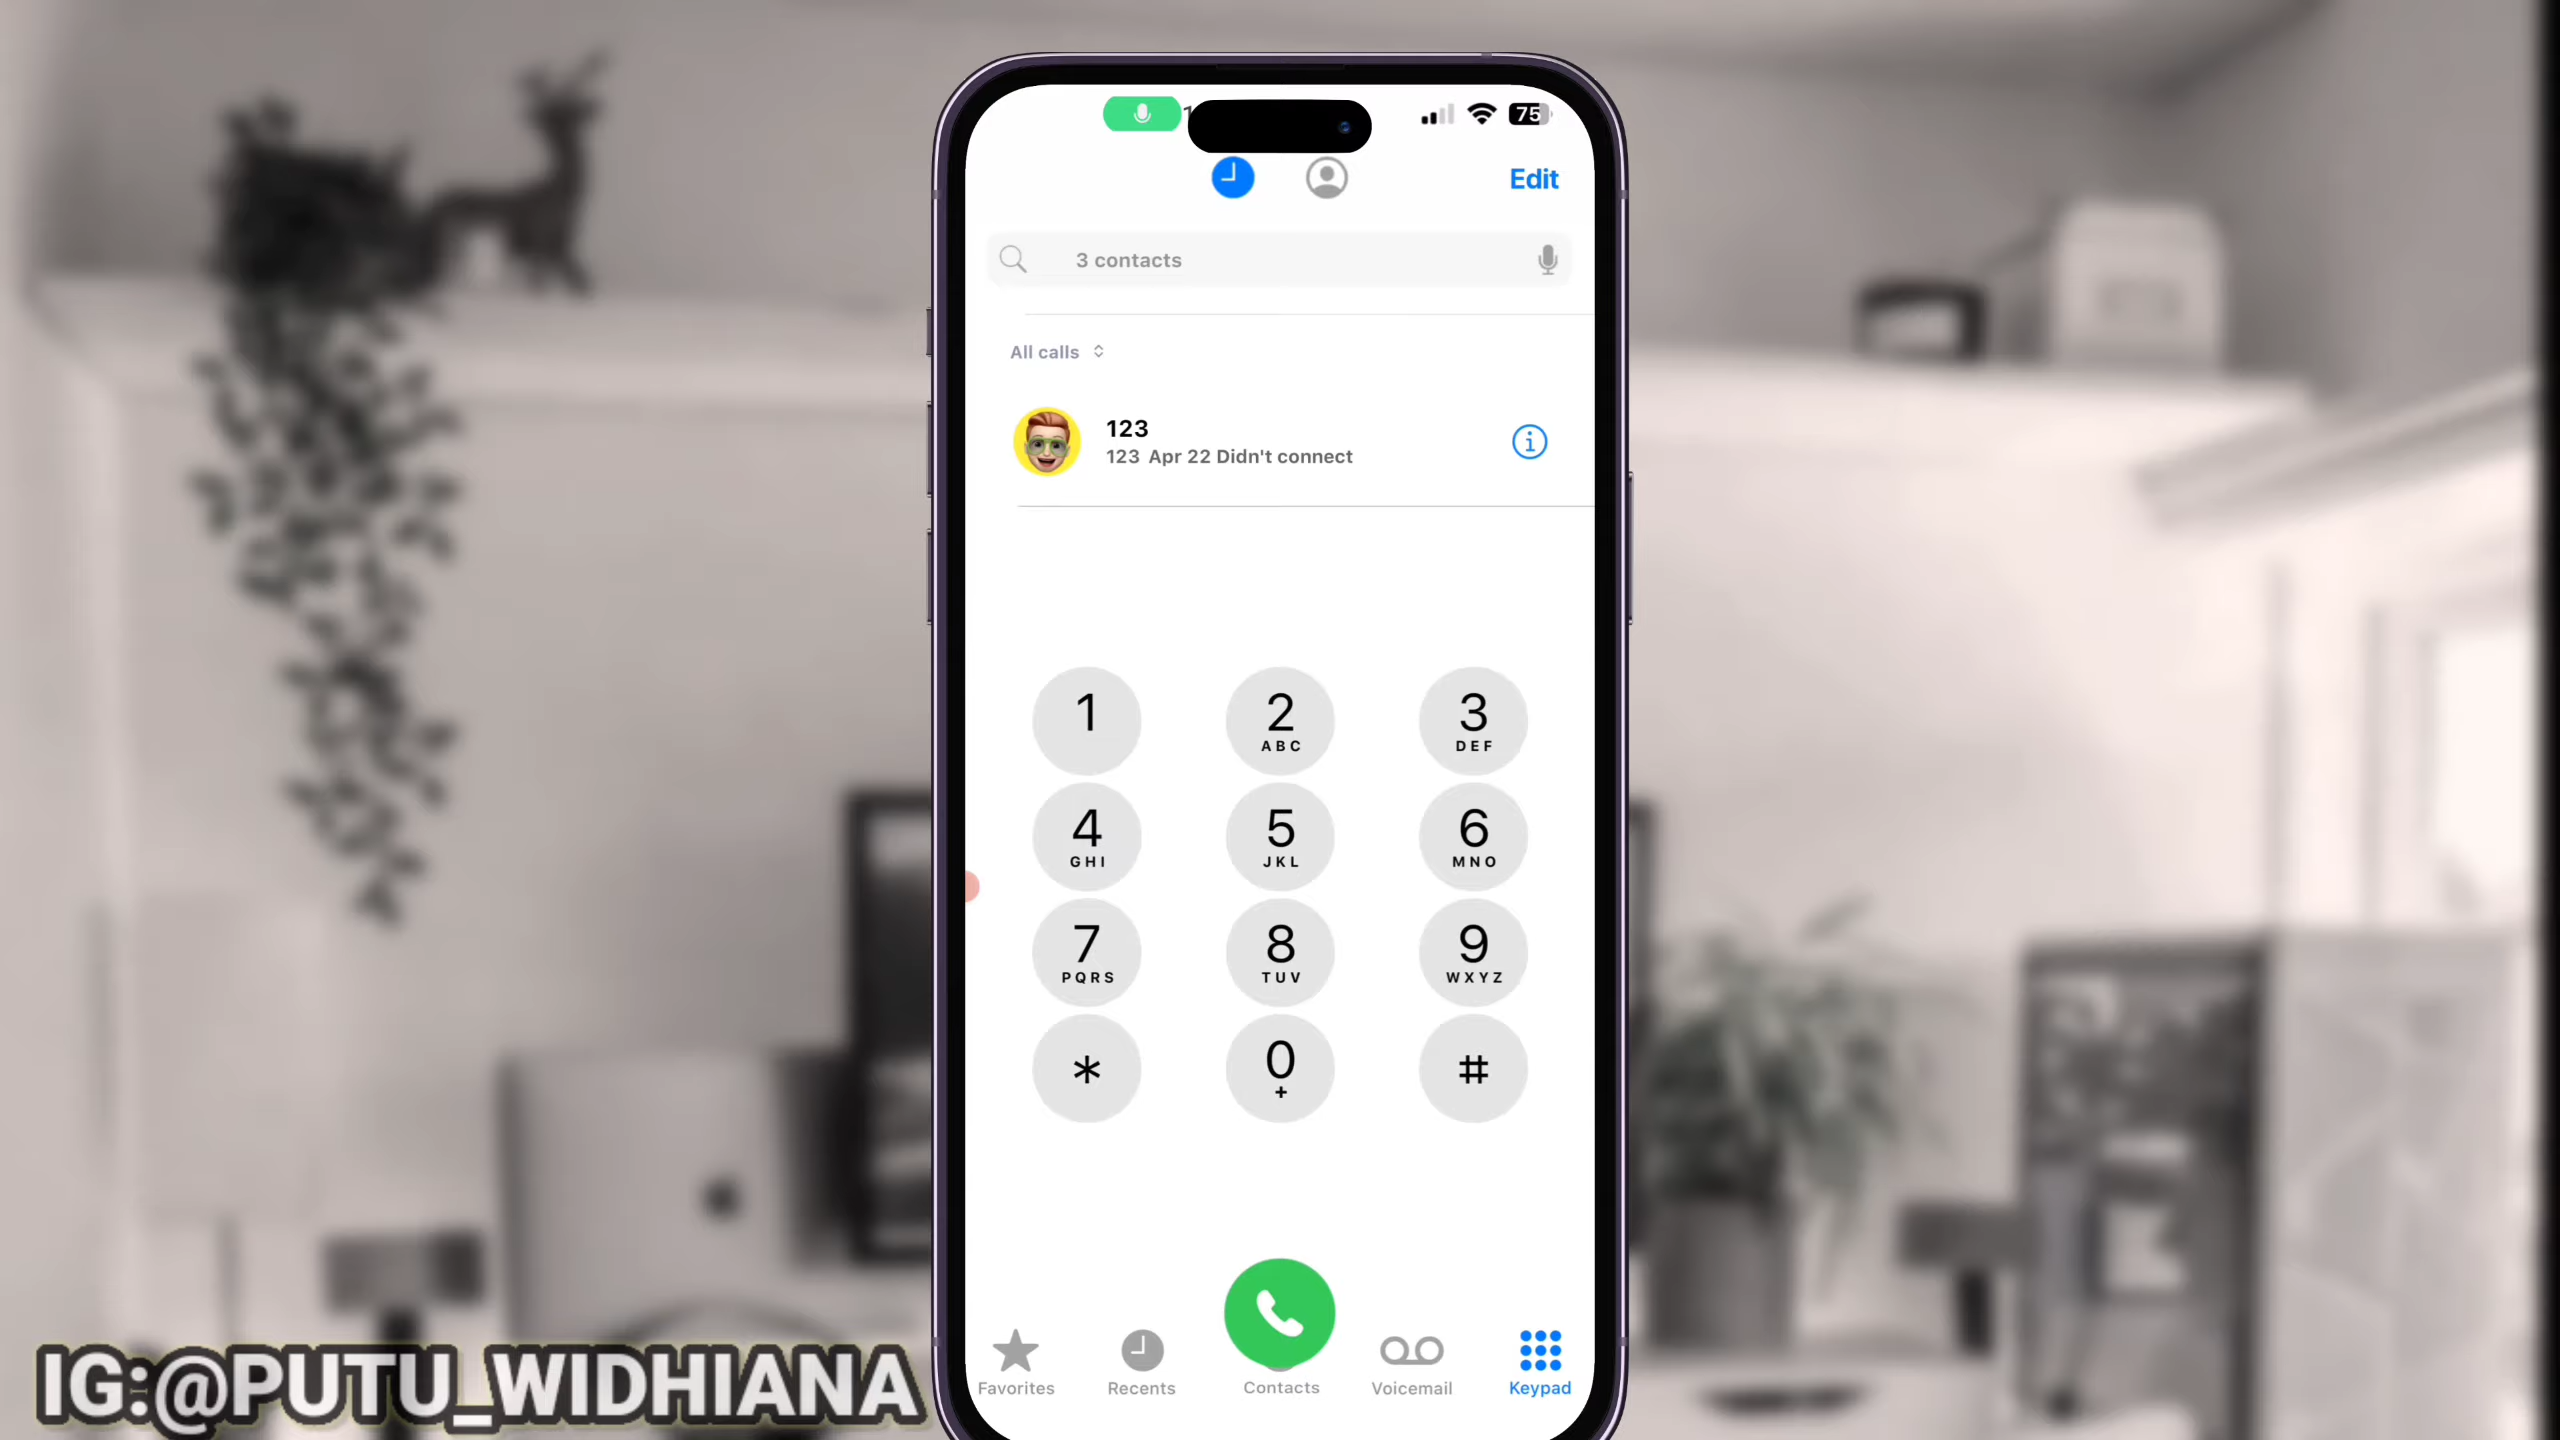 75
Edit
3 contacts
All calls
123
123 Apr 22 Didn't connect
1
2
ABC
3
DEF
4
GHI
5
JKL
6
MNO
7
PQRS
8
TUV
9
WXYZ
*
0
+
#
Favorites
Recents
Contacts
Voicemail
Keypad
IG:@PUTU_WIDHIANA